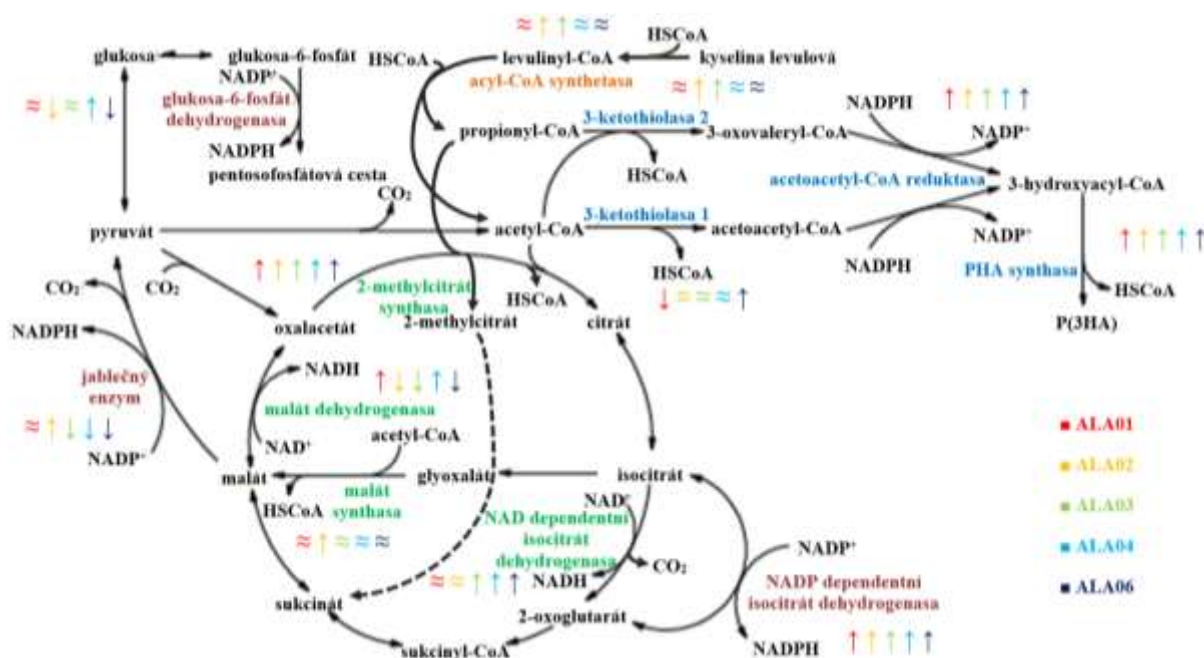 HSCoA
glukosa
glukosa-6-fosfát
HSCoA
levulinyl-CoA
kyselina levulová
NADP⁺
acyl-CoA synthetasa
glukosa-6-fosfát
dehydrogenasa
NADPH
pentosofosfátová cesta
propionyl-CoA
3-ketothiolasa 2
3-oxovaleryl-CoA
NADPH
NADP⁺
HSCoA
CO₂
acetoacetyl-CoA reduktasa
3-hydroxyacyl-CoA
pyruvát
acetyl-CoA
3-ketothiolasa 1
acetoacetyl-CoA
NADP⁺
HSCoA
NADPH
PHA synthasa
HSCoA
CO₂
CO₂
2-methylcitrát
synthasa
HSCoA
NADPH
oxalacetát
2-methylcitrát
citrát
P(3HA)
jablečný
enzym
NADH
malát dehydrogenasa
NAD⁺
acetyl-CoA
NADP⁺
malát
glyoxalát
isocitrát
HSCoA
malát
synthasa
NAD⁺
NAD dependentní
isocitrát
dehydrogenasa
CO₂
NADH
NADP⁺
NADP dependentní
isocitrát dehydrogenasa
NADPH
sukcinát
2-oxoglutarát
sukcinyl-CoA
ALA01
ALA02
ALA03
ALA04
ALA06